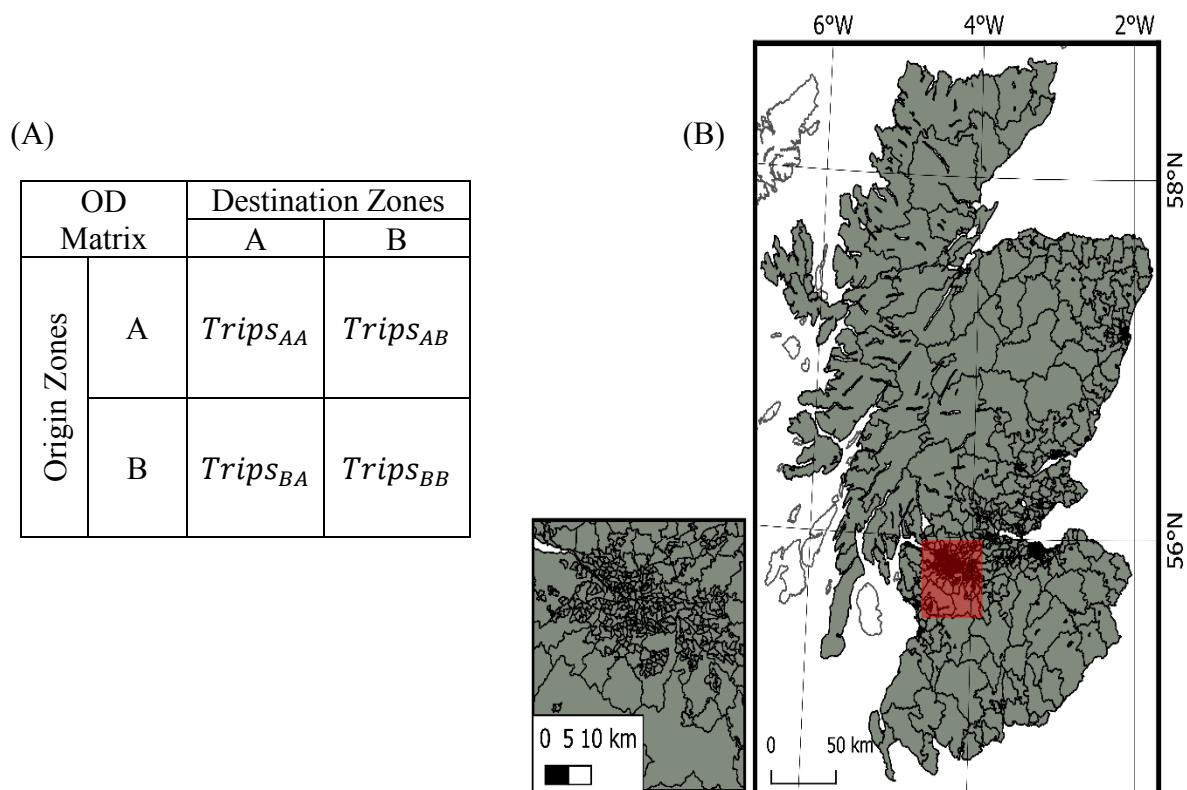 (A)
OD Matrix Destination Zones
A B
Origin Zones
A Trips_AA Trips_AB
B Trips_BA Trips_BB
(B)
6°W 4°W 2°W
58°N
56°N
0 5 10 km
0 50 km